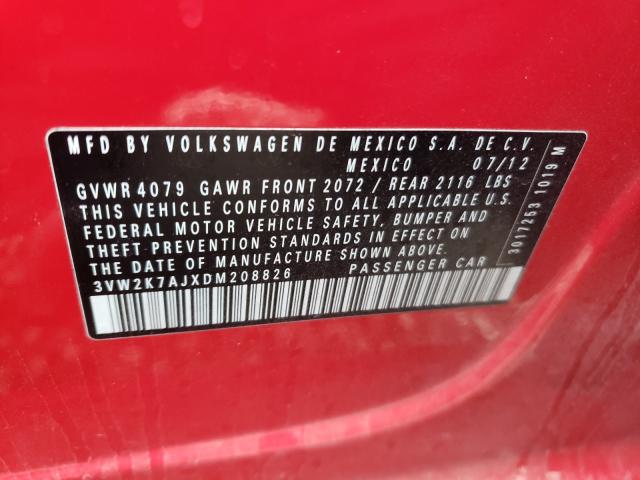 MFD BY VOLKSWAGEN DE MEXICO S.A. DE C.V.
MEXICO 07/12
GVWR 4079 GAWR FRONT 2072 / REAR 2116 LBS
THIS VEHICLE CONFORMS TO ALL APPLICABLE U.S.
FEDERAL MOTOR VEHICLE SAFETY, BUMPER AND
THEFT PREVENTION STANDARDS IN EFFECT ON
THE DATE OF MANUFACTURE SHOWN ABOVE.
3VW2K7AJXDM208826 PASSENGER CAR
3017253 1019 M